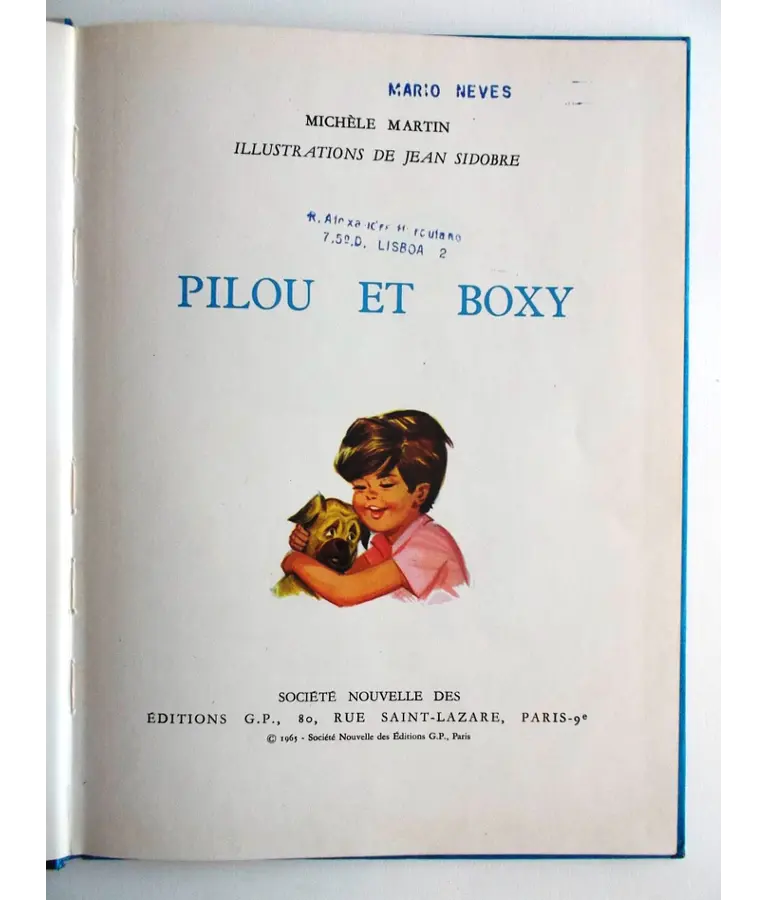 MARIO NEVES
MICHÈLE MARTIN
ILLUSTRATIONS DE JEAN SIDOBRE
R.
7.5º.D. LISBOA 2
PILOU ET BOXY
SOCIÉTÉ NOUVELLE DES
ÉDITIONS G.P., 80, RUE SAINT-LAZARE, PARIS-9e
© 1965 - Société Nouvelle des Éditions G.P., Paris